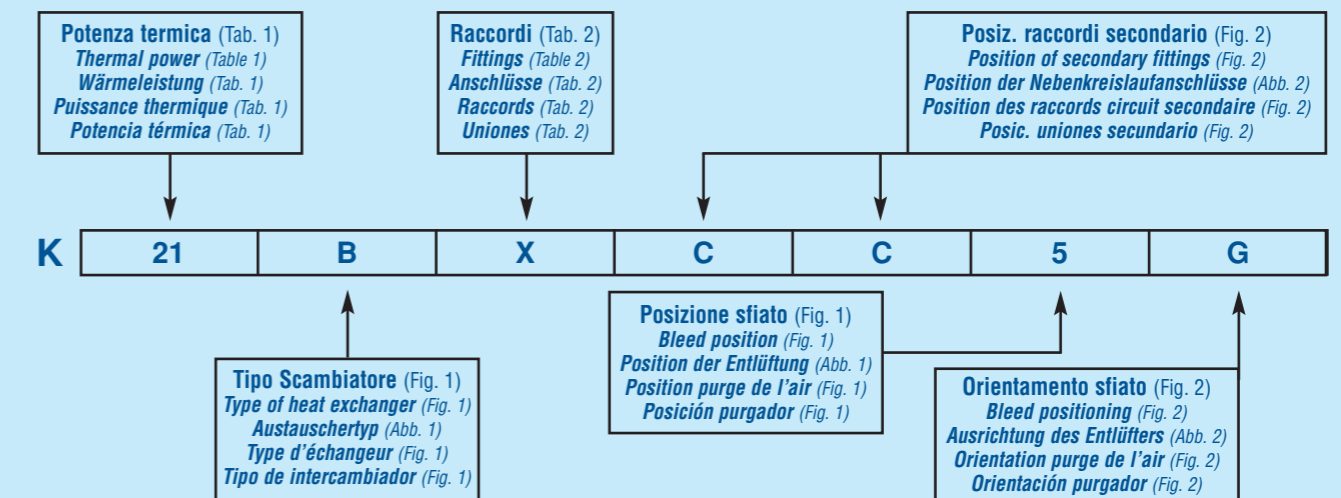 Potenza termica (Tab. 1)
Thermal power (Table 1)
Wärmeleistung (Tab. 1)
Puissance thermique (Tab. 1)
Potencia térmica (Tab. 1)
Raccordi (Tab. 2)
Fittings (Table 2)
Anschlüsse (Tab. 2)
Raccords (Tab. 2)
Uniones (Tab. 2)
Posiz. raccordi secondario (Fig. 2)
Position of secondary fittings (Fig. 2)
Position der Nebenkreislaufanschlüsse (Abb. 2)
Position des raccords circuit secondaire (Fig. 2)
Posic. uniones secundario (Fig. 2)
K 21 B X C C 5 G
Tipo Scambiatore (Fig. 1)
Type of heat exchanger (Fig. 1)
Austauschertyp (Abb. 1)
Type d'échangeur (Fig. 1)
Tipo de intercambiador (Fig. 1)
Posizione sfiato (Fig. 1)
Bleed position (Fig. 1)
Position der Entlüftung (Abb. 1)
Position purge de l'air (Fig. 1)
Posición purgador (Fig. 1)
Orientamento sfiato (Fig. 2)
Bleed positioning (Fig. 2)
Ausrichtung des Entlüfters (Abb. 2)
Orientation purge de l'air (Fig. 2)
Orientación purgador (Fig. 2)